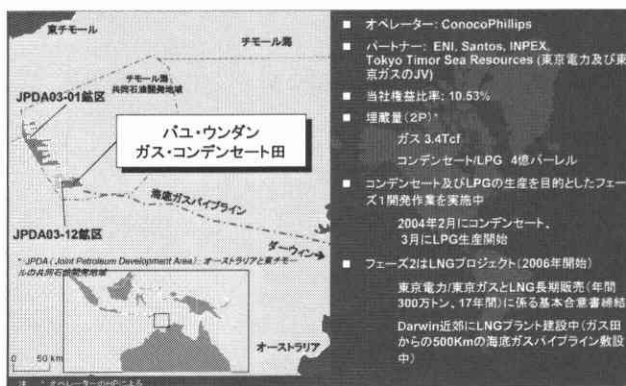 東チモール
チモール海
チモール海
共同石油開発地域
JPDA03-01鉱区
バユ・ウンダン
ガス・コンデンセート田
海底ガスパイプライン
JPDA03-12鉱区
ダーウィン
* JPDA (Joint Petroleum Development Area): オーストラリアと東チモー
ルの共同石油開発地域
オーストラリア
0 50 km
注 * オペレーターのHPによる
■ オペレーター: ConocoPhillips
■ パートナー: ENI, Santos, INPEX,
Tokyo Timor Sea Resources (東京電力及び東
京ガスのJV)
■ 当社権益比率: 10.53%
■ 埋蔵量(2P)*
ガス 3.4Tcf
コンデンセート/LPG 4億バーレル
■ コンデンセート及びLPGの生産を目的としたフェー
ズ1開発作業を実施中
2004年2月にコンデンセート、
3月にLPG生産開始
■ フェーズ2はLNGプロジェクト(2006年開始)
東京電力/東京ガスとLNG長期販売(年間
300万トン、17年間)に係る基本合意書締結
Darwin近郊にLNGプラント建設中(ガス田
からの500Kmの海底ガスパイプライン敷設
中)